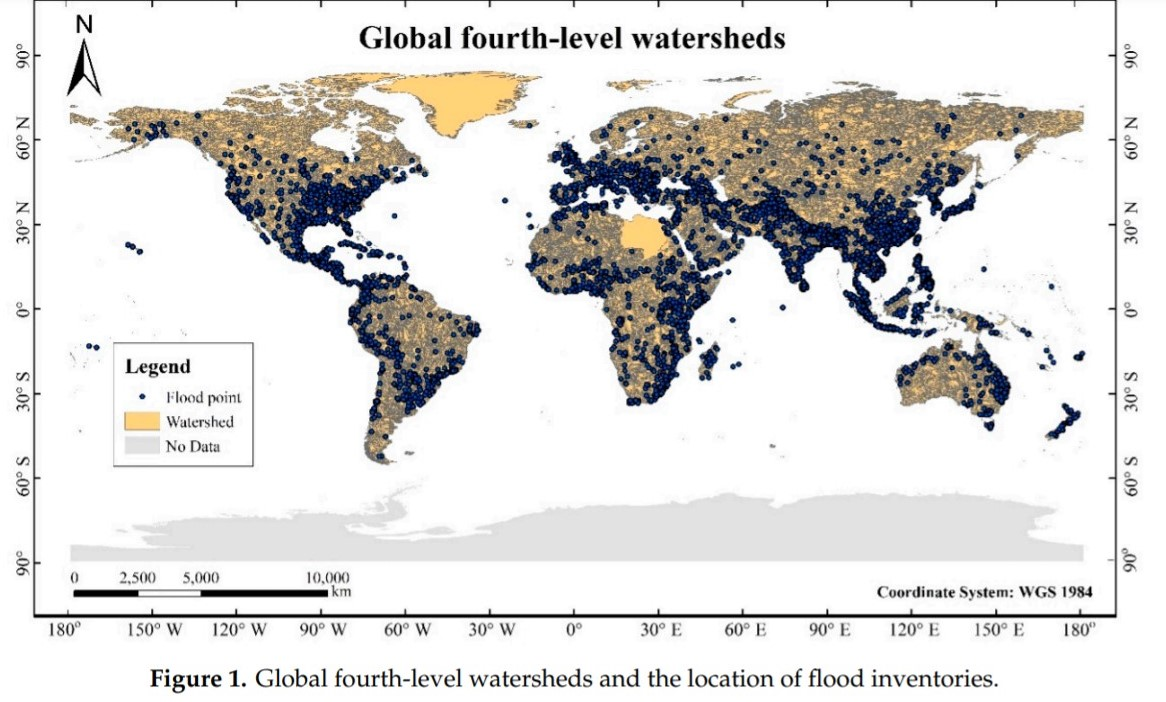 N
Global fourth-level watersheds
90°
60° N
30° N
0°
30° S
60° S
90°
90°
60° N
30° N
0°
30° S
60° S
90°
Legend
Flood point
Watershed
No Data
0 2,500 5,000 10,000
km
Coordinate System: WGS 1984
180° 150° W 120° W 90° W 60° W 30° W 0° 30° E 60° E 90° E 120° E 150° E 180°
Figure 1. Global fourth-level watersheds and the location of flood inventories.